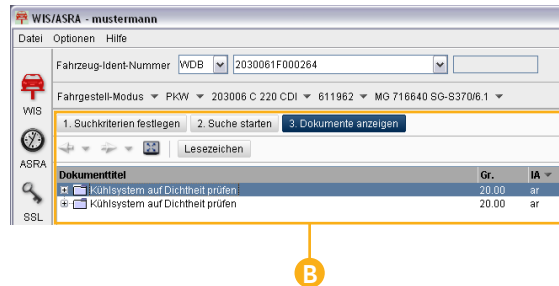 WIS/ASRA - mustermann
Datei Optionen Hilfe
Fahrzeug-Ident-Nummer WDB 2030061F000264
Fahrgestell-Modus PKW 203006 C 220 CDI 611962 MG 716640 SG-S370/6.1
WIS
1. Suchkriterien festlegen 2. Suche starten 3. Dokumente anzeigen
Lesezeichen
ASRA
Dokumenttitel Gr. IA
Kühlsystem auf Dichtheit prüfen 20.00 ar
Kühlsystem auf Dichtheit prüfen 20.00 ar
SSL
B